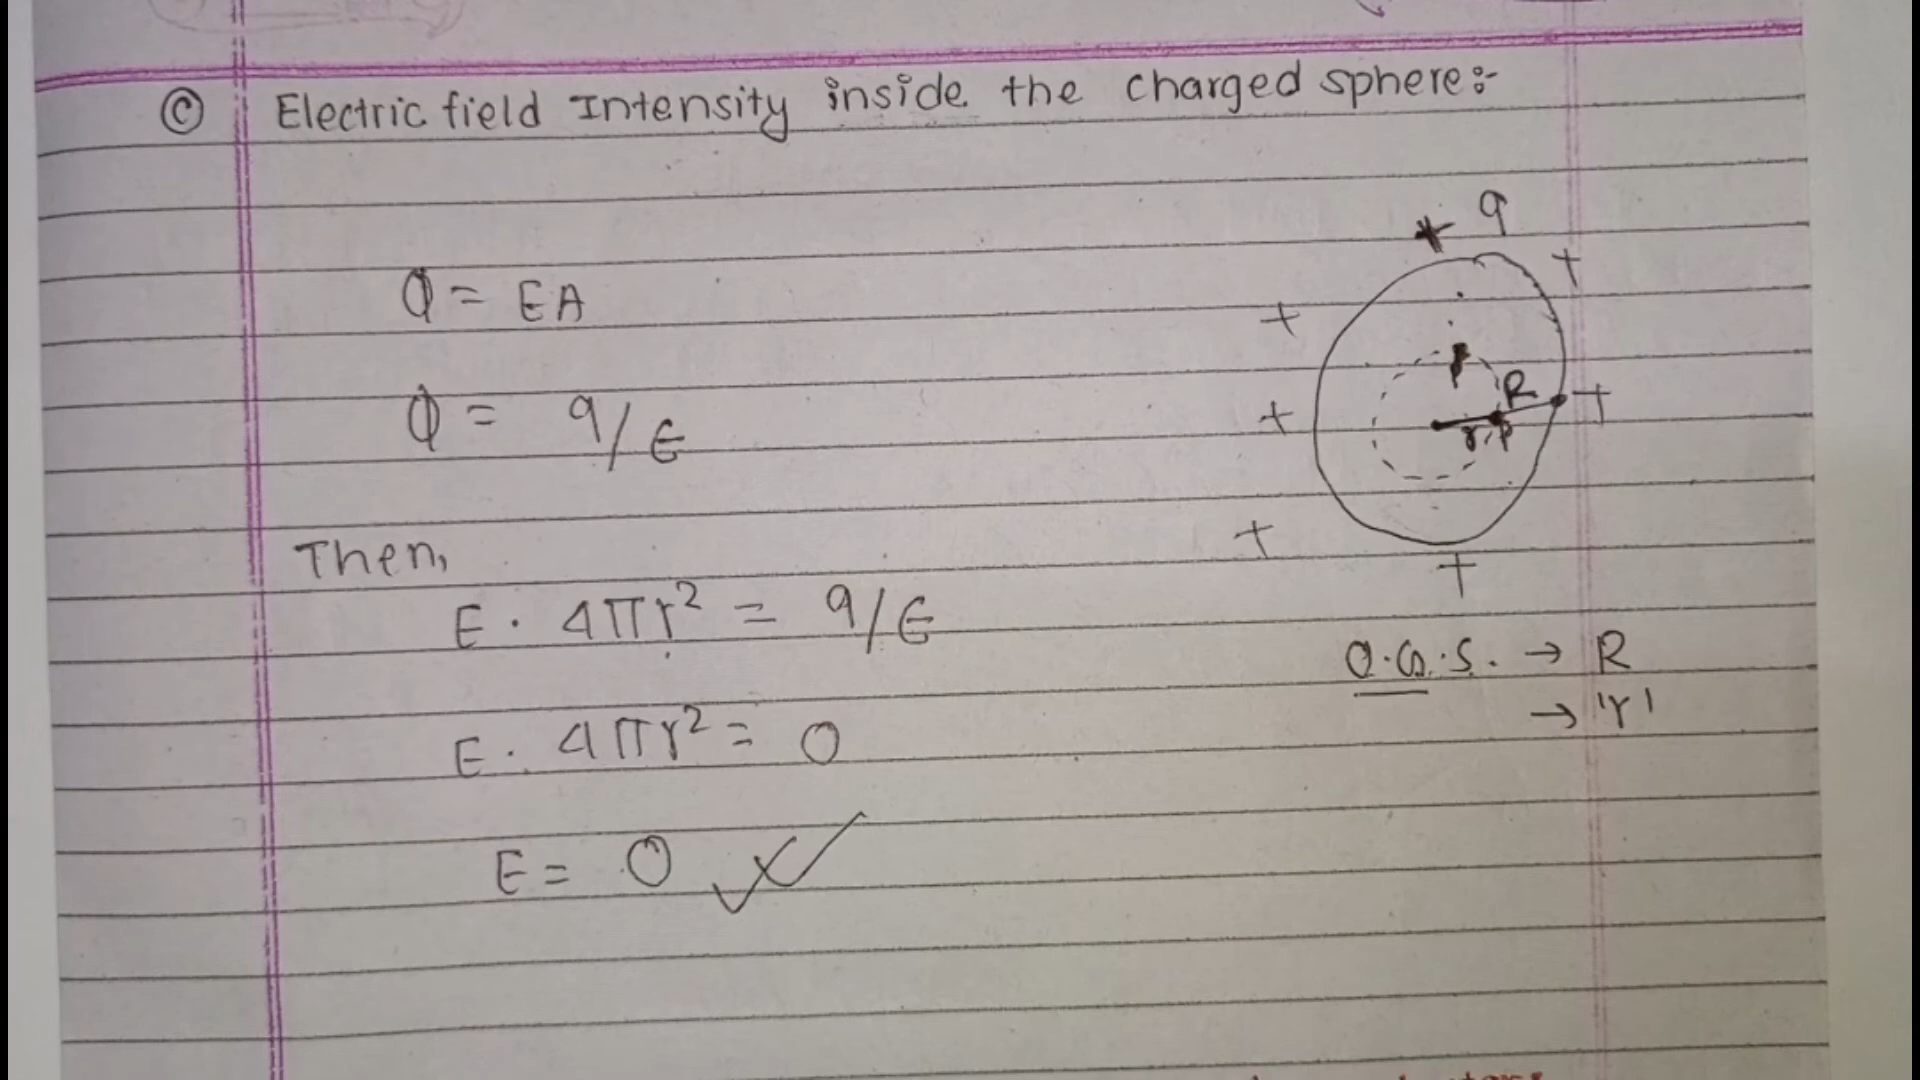 © Electric field Intensity inside the charged sphere:-
q
Φ = EA
R
Φ = q/ε
r P
Then,
E · 4πr² = q/ε
E · 4πr² = 0
→ R
→ 'r'
E = 0 ✓